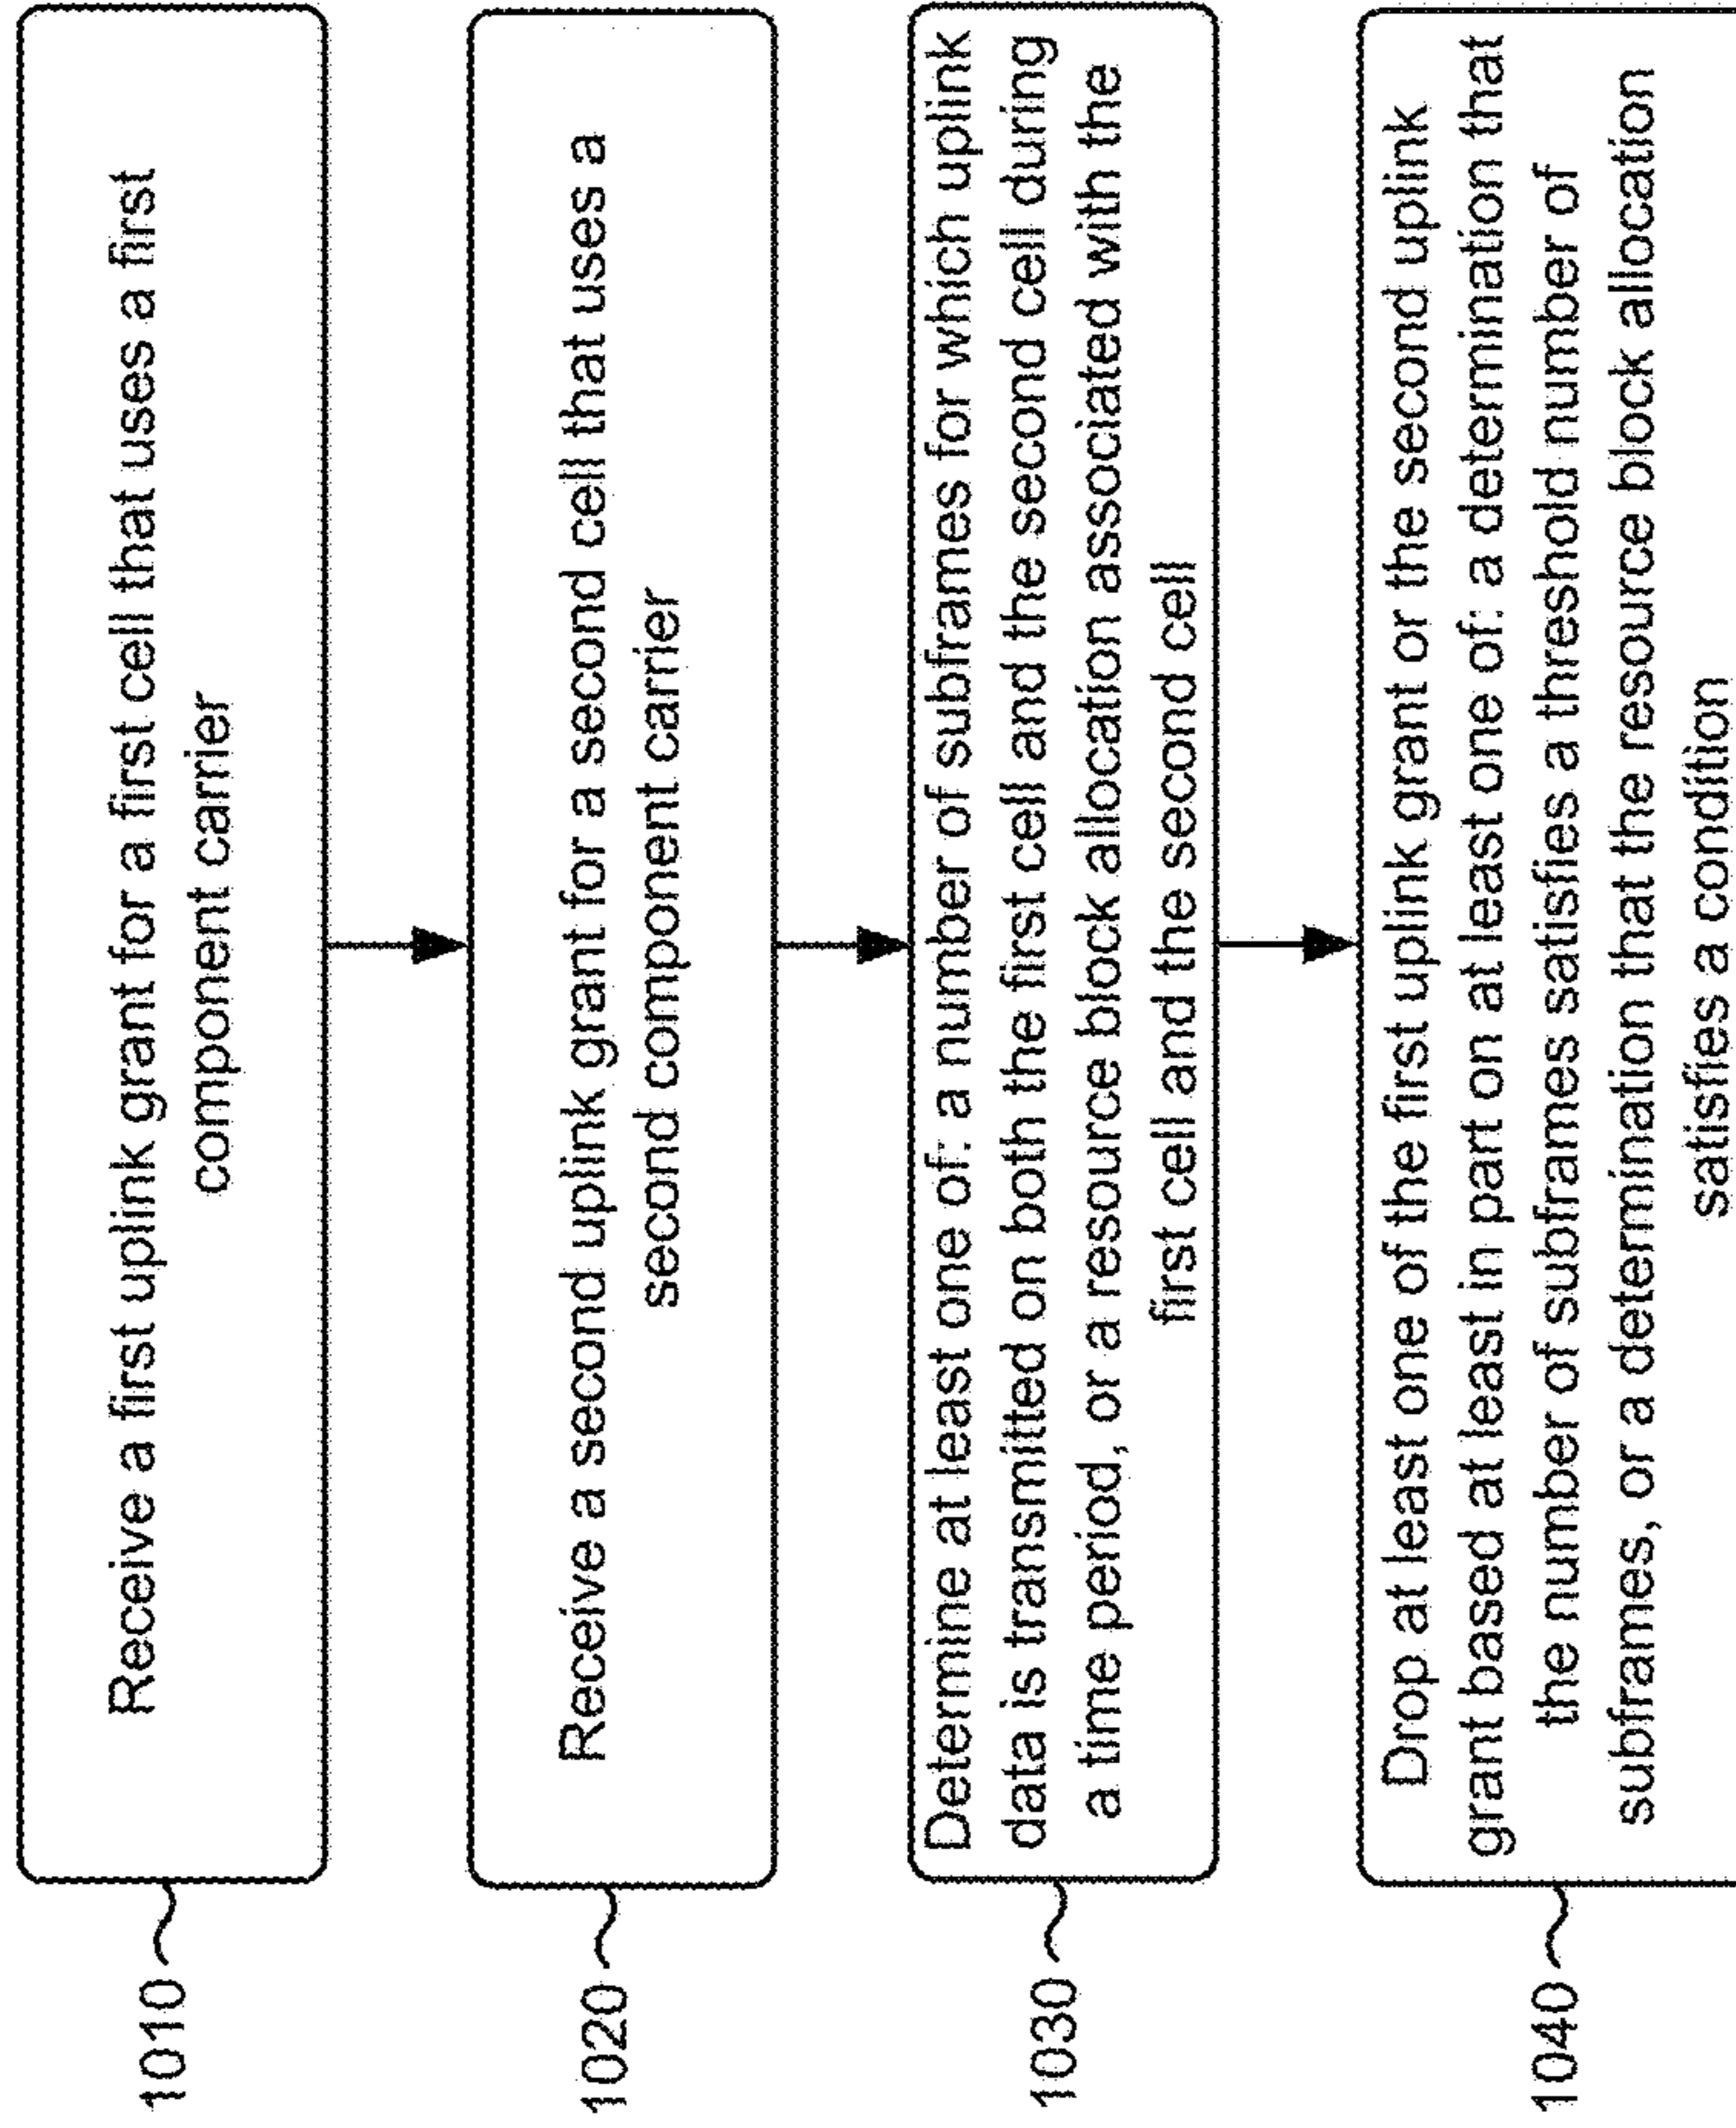 1010
Receive a first uplink grant for a first cell that uses a first
component carrier
1020
Receive a second uplink grant for a second cell that uses a
second component carrier
1030
Determine at least one of: a number of subframes for which uplink
data is transmitted on both the first cell and the second cell during
a time period, or a resource block allocation associated with the
first cell and the second cell
1040
Drop at least one of the first uplink grant or the second uplink
grant based at least in part on at least one of: a determination that
the number of subframes satisfies a threshold number of
subframes, or a determination that the resource block allocation
satisfies a condition